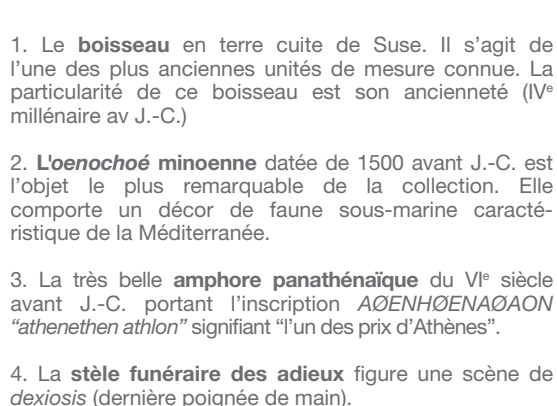 1. Le boisseau en terre cuite de Suse. Il s’agit de
l’une des plus anciennes unités de mesure connue. La
particularité de ce boisseau est son ancienneté (IVe
millénaire av J.-C.)
2. L'oenochoé minoenne datée de 1500 avant J.-C. est
l’objet le plus remarquable de la collection. Elle
comporte un décor de faune sous-marine caracté-
ristique de la Méditerranée.
3. La très belle amphore panathénaïque du VIe siècle
avant J.-C. portant l’inscription AØENHØENAØAON
“athenethen athlon” signifiant “l’un des prix d’Athènes”.
4. La stèle funéraire des adieux figure une scène de
dexiosis (dernière poignée de main).